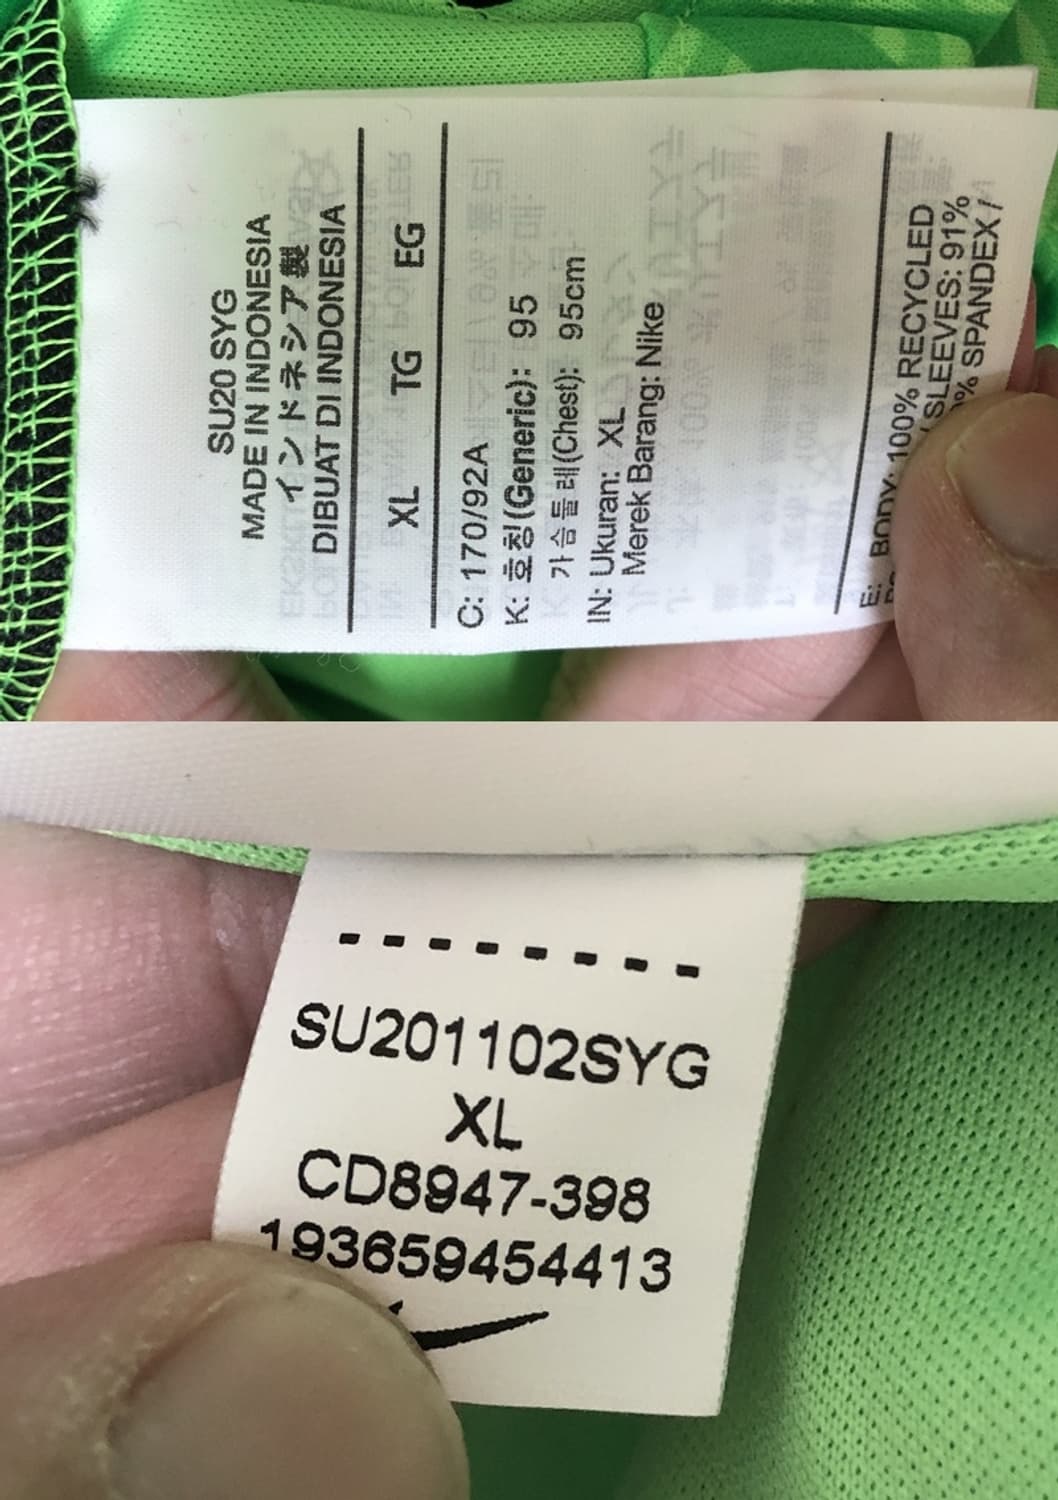 SU20 SYG
MADE IN INDONESIA
インドネシア製
DIBUAT DI INDONESIA
XL TG EG
C: 170/92A
K: 호칭(Generic): 95
가슴둘레(Chest): 95cm
IN: Ukuran: XL
Merek Barang: Nike
E: BODY: 100% RECYCLED
/ SLEEVES: 91%
% SPANDEX /
--------
SU201102SYG
XL
CD8947-398
193659454413